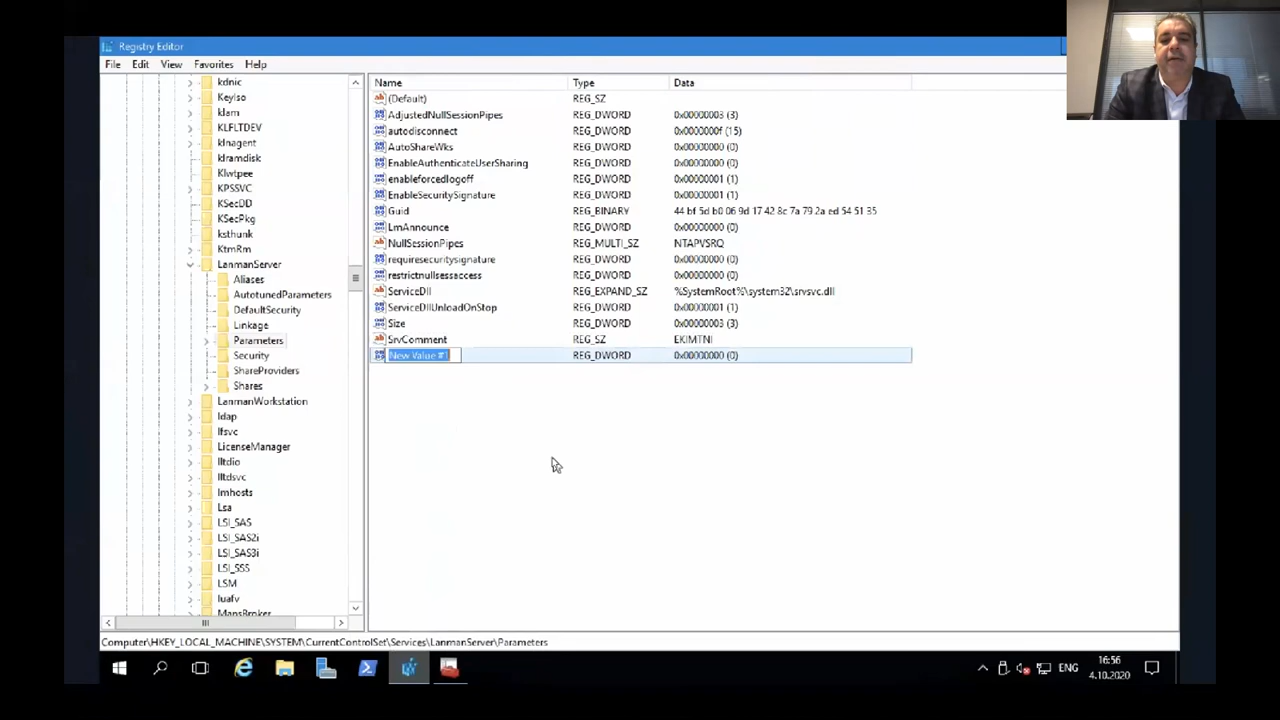 Registry Editor
File Edit View Favorites Help
kdnic
KeyIso
klam
KLFLTDEV
klnagent
klramdisk
Klwtpee
KPSSVC
KSecDD
KSecPkg
ksthunk
KtmRm
LanmanServer
Aliases
AutotunedParameters
DefaultSecurity
Linkage
Parameters
Security
ShareProviders
Shares
LanmanWorkstation
ldap
lfsvc
LicenseManager
lltdio
lltdsvc
lmhosts
Lsa
LSI_SAS
LSI_SAS2i
LSI_SAS3i
LSI_SSS
LSM
luafv
MapsBroker
Name Type Data
(Default) REG_SZ
AdjustedNullSessionPipes REG_DWORD 0x00000003 (3)
autodisconnect REG_DWORD 0x0000000f (15)
AutoShareWks REG_DWORD 0x00000000 (0)
EnableAuthenticateUserSharing REG_DWORD 0x00000000 (0)
enableforcedlogoff REG_DWORD 0x00000001 (1)
EnableSecuritySignature REG_DWORD 0x00000001 (1)
Guid REG_BINARY 44 bf 5d b0 06 9d 17 42 8c 7a 79 2a ed 54 51 35
LmAnnounce REG_DWORD 0x00000000 (0)
NullSessionPipes REG_MULTI_SZ NTAPVSRQ
requiresecuritysignature REG_DWORD 0x00000000 (0)
restrictnullsessaccess REG_DWORD 0x00000000 (0)
ServiceDll REG_EXPAND_SZ %SystemRoot%\system32\srvsvc.dll
ServiceDllUnloadOnStop REG_DWORD 0x00000001 (1)
Size REG_DWORD 0x00000003 (3)
SrvComment REG_SZ EKIMTNI
New Value #1 REG_DWORD 0x00000000 (0)
Computer\HKEY_LOCAL_MACHINE\SYSTEM\CurrentControlSet\Services\LanmanServer\Parameters
ENG
16:56
4.10.2020